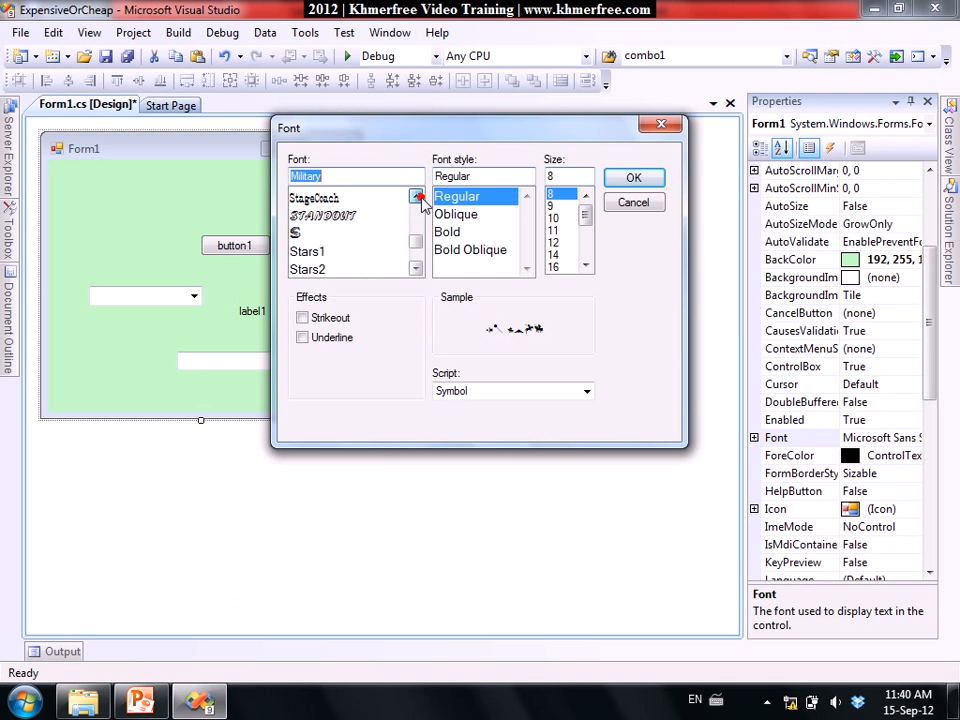 2012 | Khmerfree Video Training | www.khmerfree.com
ExpensiveOrCheap - Microsoft Visual Studio
File Edit View Project Build Debug Data Tools Test Window Help
Debug Any CPU combo1
Form1.cs [Design]* Start Page
Server Explorer
Toolbox
Document Outline
Form1
button1
label1
Font
Font: Font style: Size:
Military Regular 8
StageCoach Regular 8
STANDOUT Oblique 9
S Bold 10
Stars1 Bold Oblique 11
Stars2 12
14
16
OK
Cancel
Effects
Strikeout
Underline
Sample
Script:
Symbol
Properties
Form1 System.Windows.Forms.Fo
AutoScrollMar 0, 0
AutoScrollMinS 0, 0
AutoSize False
AutoSizeMode GrowOnly
AutoValidate EnablePreventF
BackColor 192, 255, 1
BackgroundIm (none)
BackgroundIm Tile
CancelButton (none)
CausesValidati True
ContextMenuS (none)
ControlBox True
Cursor Default
DoubleBuffere False
Enabled True
Font Microsoft Sans S
ForeColor ControlTex
FormBorderSty Sizable
HelpButton False
Icon (Icon)
ImeMode NoControl
IsMdiContaine False
KeyPreview False
Language (Default)
Font
The font used to display text in the
control.
Class View
Solution Explorer
Output
Ready
EN
11:40 AM
15-Sep-12